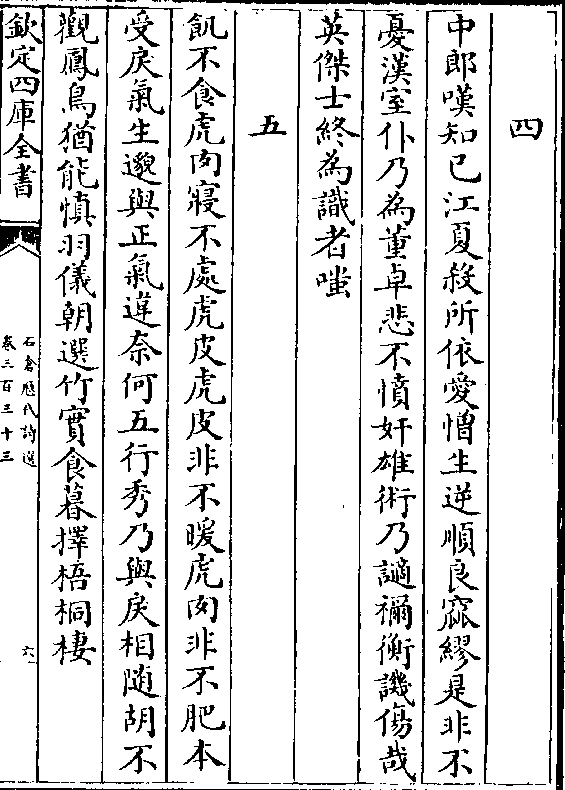 四
中郎嘆知已江夏殺所依愛憎生逆順良寡繆是非不
憂漢室仆乃為董卓悲不憤奸雄術乃讁禰衡譏傷哉
英傑士終為識者嗤
五
飢不食虎肉寢不處虎皮虎皮非不暖虎肉非不肥本
受戾氣生邈與正氣違奈何五行秀乃與戾相随胡不
觀鳳鳥猶能慎羽儀朝選竹實食暮擇梧桐棲
欽定四庫全書
石倉歴代詩選
卷三百三十三
六